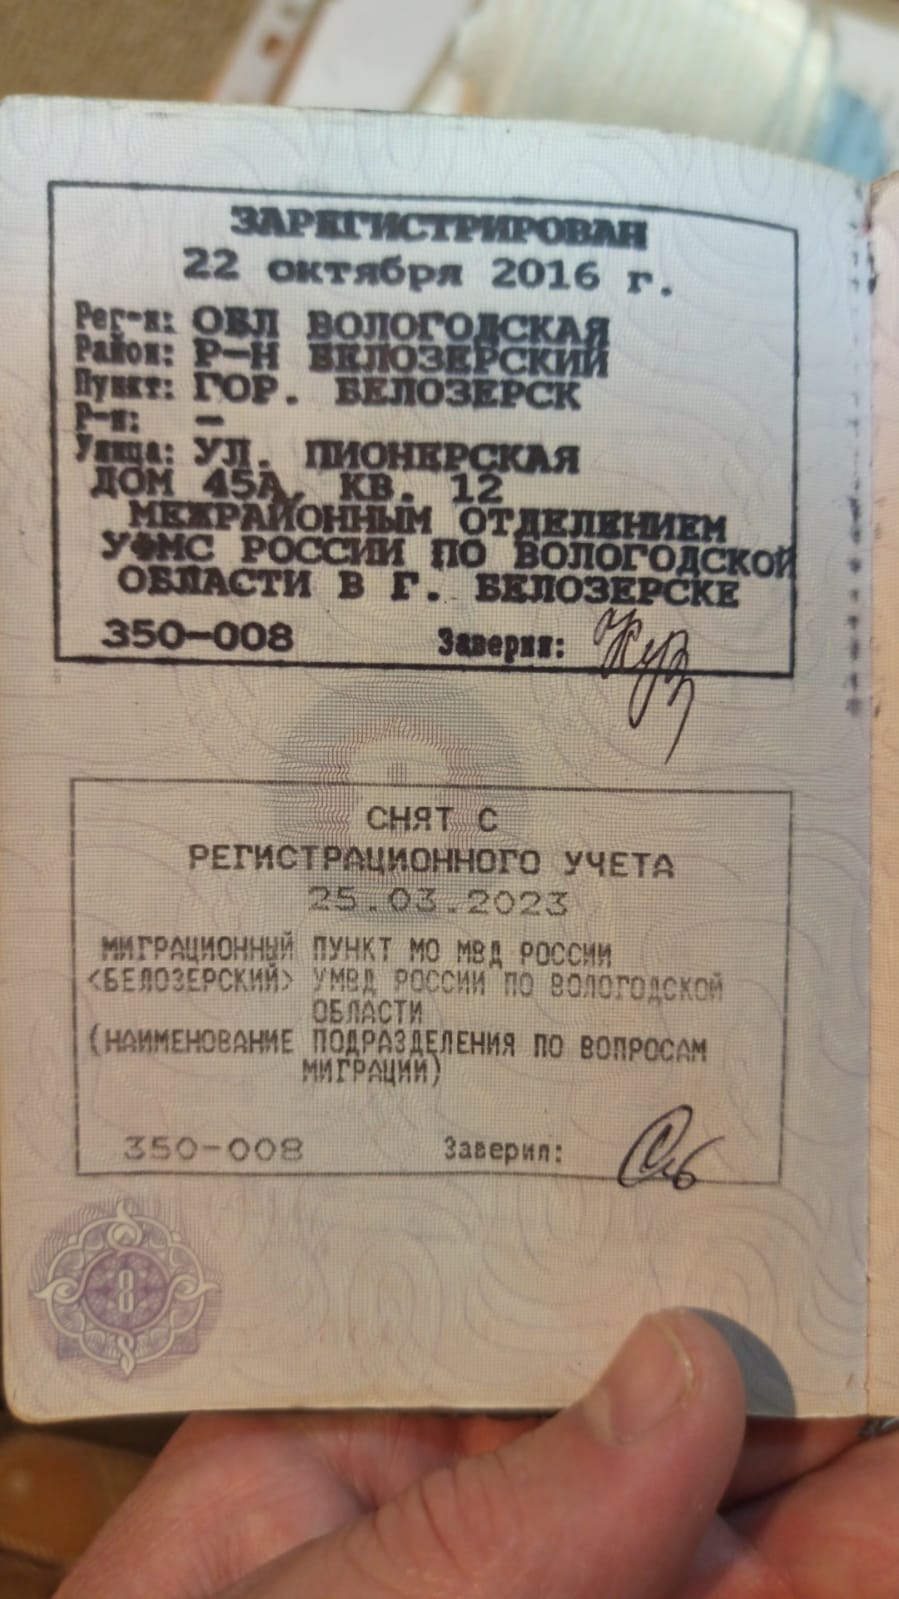 ЗАРЕГИСТРИРОВАН
22 октября 2016 г.
Рег-н: ОБЛ ВОЛОГОДСКАЯ
Район: Р-Н БЕЛОЗЕРСКИЙ
Пункт: ГОР. БЕЛОЗЕРСК
Р-н: –
Улица: УЛ. ПИОНЕРСКАЯ
ДОМ 45А, КВ. 12
МЕЖРАЙОННЫМ ОТДЕЛЕНИЕМ
УФМС РОССИИ ПО ВОЛОГОДСКОЙ
ОБЛАСТИ В Г. БЕЛОЗЕРСКЕ
350-008 Заверил:
СНЯТ С
РЕГИСТРАЦИОННОГО УЧЕТА
25.03.2023
МИГРАЦИОННЫЙ ПУНКТ МО МВД РОССИИ
<БЕЛОЗЕРСКИЙ> УМВД РОССИИ ПО ВОЛОГОДСКОЙ
ОБЛАСТИ
(НАИМЕНОВАНИЕ ПОДРАЗДЕЛЕНИЯ ПО ВОПРОСАМ
МИГРАЦИИ)
350-008 Заверил:
8